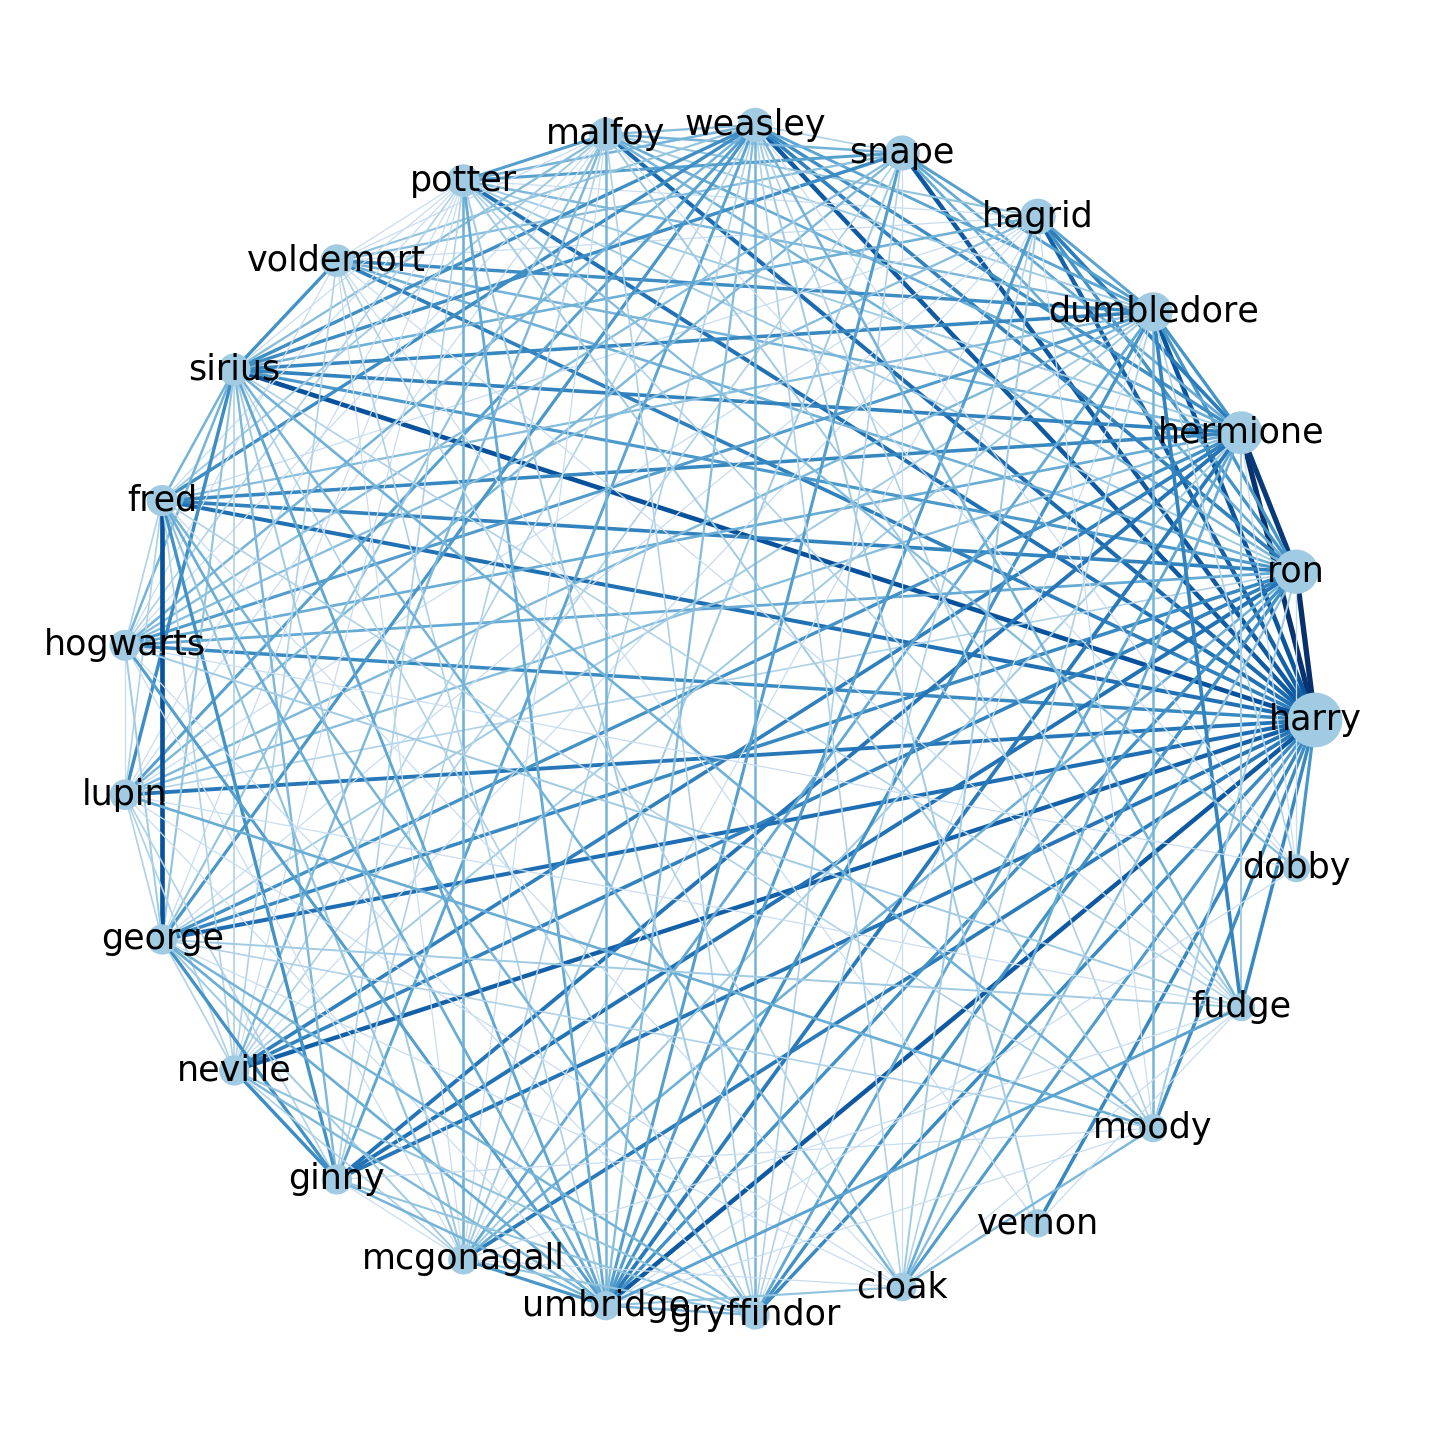 weasley
malfoy
snape
potter
hagrid
voldemort
dumbledore
sirius
hermione
fred
ron
hogwarts
harry
lupin
dobby
george
fudge
neville
moody
ginny
vernon
mcgonagall
cloak
umbridge
gryffindor